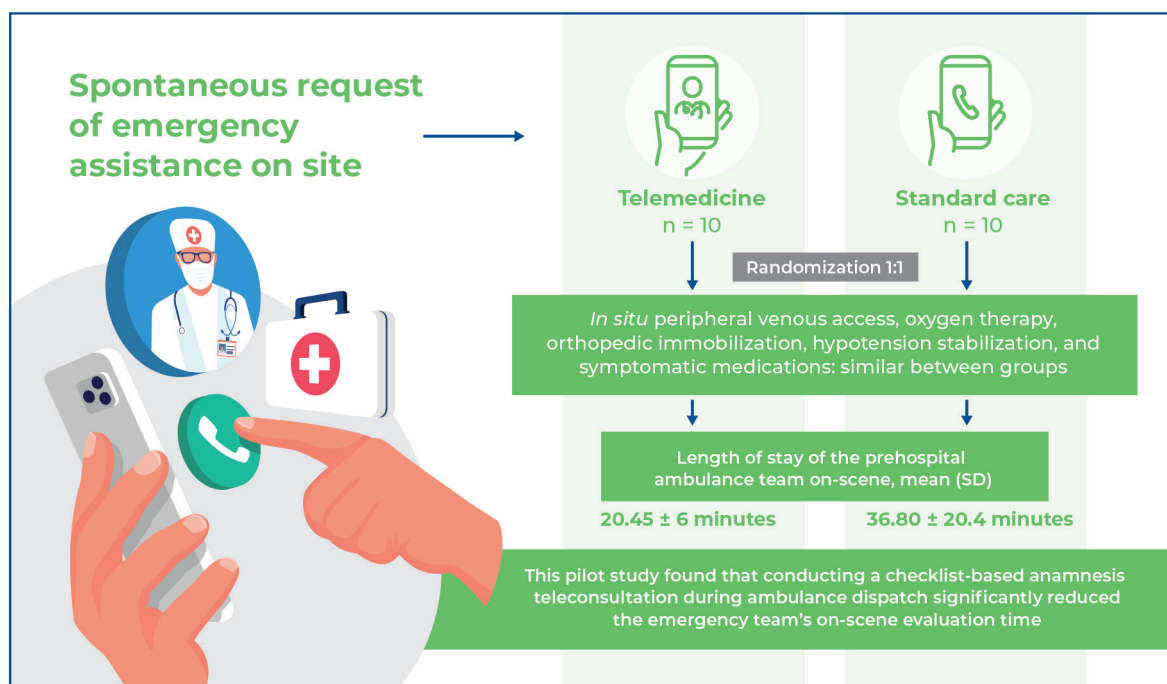 Spontaneous request
of emergency
assistance on site
Telemedicine
n = 10
Standard care
n = 10
Randomization 1:1
In situ peripheral venous access, oxygen therapy,
orthopedic immobilization, hypotension stabilization, and
symptomatic medications: similar between groups
Length of stay of the prehospital
ambulance team on-scene, mean (SD)
20.45 ± 6 minutes
36.80 ± 20.4 minutes
This pilot study found that conducting a checklist-based anamnesis
teleconsultation during ambulance dispatch significantly reduced
the emergency team’s on-scene evaluation time